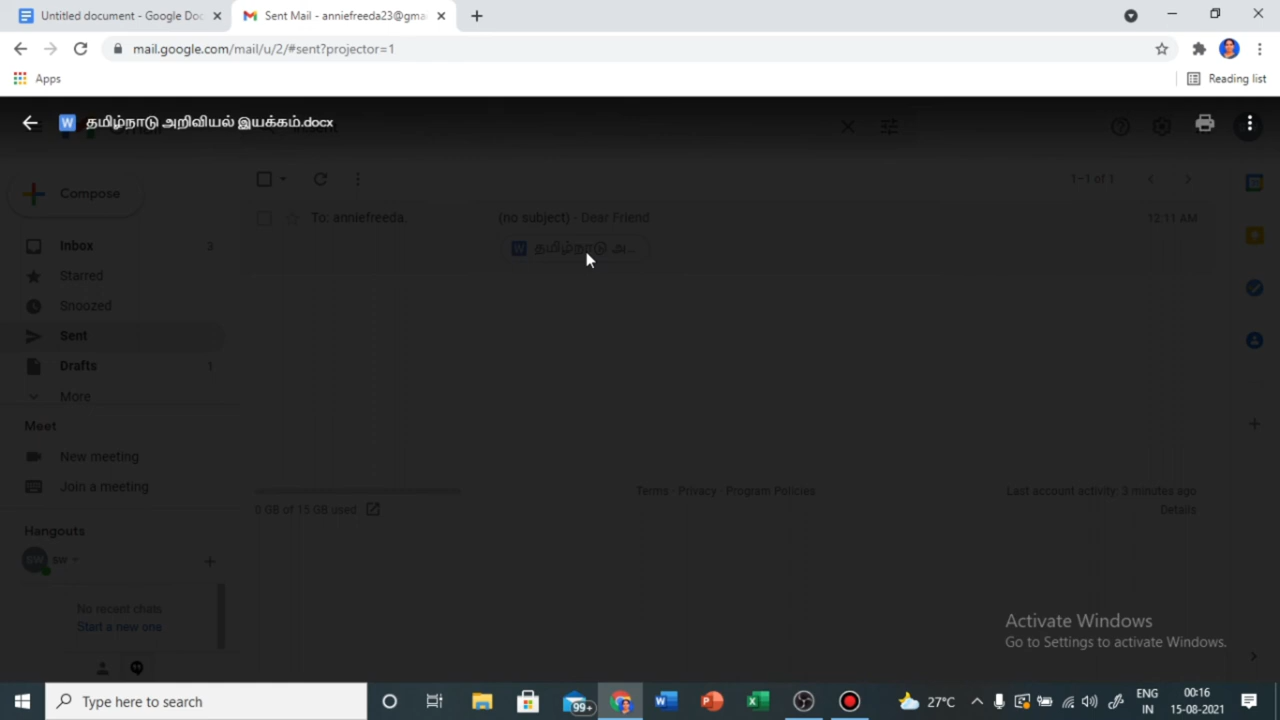 Untitled document - Google Doc
Sent Mail - anniefreeda23@gma
mail.google.com/mail/u/2/#sent?projector=1
Apps
Reading list
தமிழ்நாடு அறிவியல் இயக்கம்.docx
Compose
1–1 of 1
To: anniefreeda.
(no subject) - Dear Friend
12:11 AM
தமிழ்நாடு அ...
Inbox 3
Starred
Snoozed
Sent
Drafts 1
More
Meet
New meeting
Join a meeting
Terms · Privacy · Program Policies
Last account activity: 3 minutes ago
0 GB of 15 GB used
Details
Hangouts
SW sw
No recent chats
Start a new one
Activate Windows
Go to Settings to activate Windows.
Type here to search
99+
27°C
ENG
IN
00:16
15-08-2021